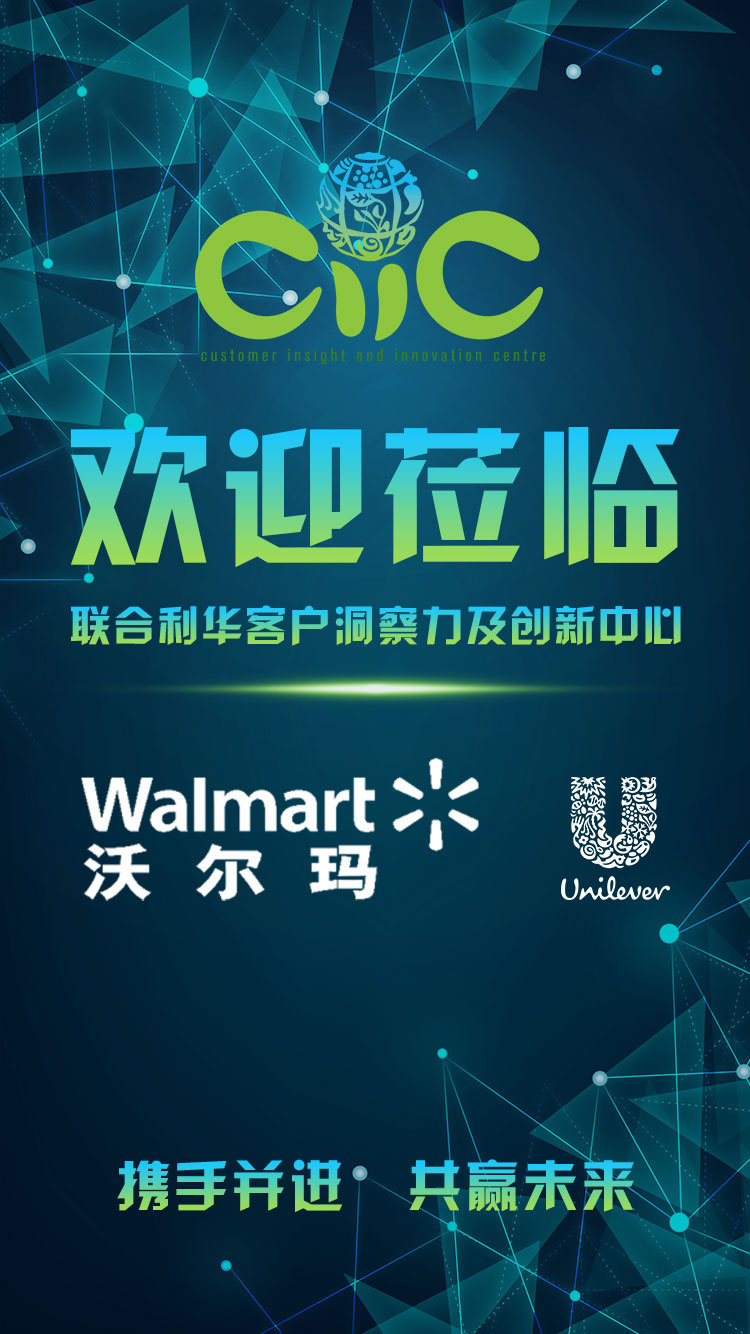 CiiC
customer insight and innovation centre
欢迎莅临
联合利华客户洞察力及创新中心
Walmart
沃尔玛
Unilever
携手并进 共赢未来